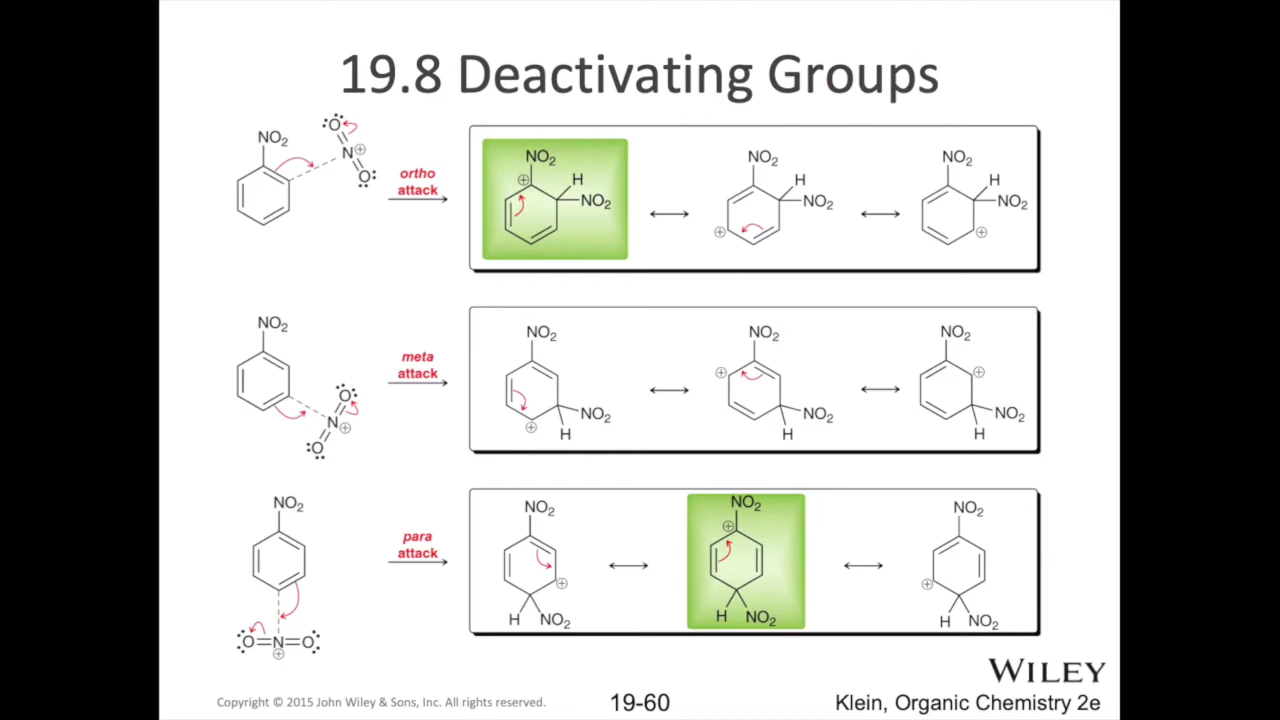 19.8 Deactivating Groups
NO2
O
N⊕
O
ortho
attack
NO2
⊕
H
NO2
NO2
H
NO2
⊕
NO2
H
NO2
⊕
NO2
O
N
⊕
O
meta
attack
NO2
NO2
⊕
H
NO2
⊕
NO2
H
NO2
⊕
NO2
H
NO2
O=N=O
⊕
para
attack
NO2
⊕
H NO2
NO2
⊕
H NO2
NO2
⊕
H NO2
WILEY
Copyright © 2015 John Wiley & Sons, Inc. All rights reserved.
19-60
Klein, Organic Chemistry 2e